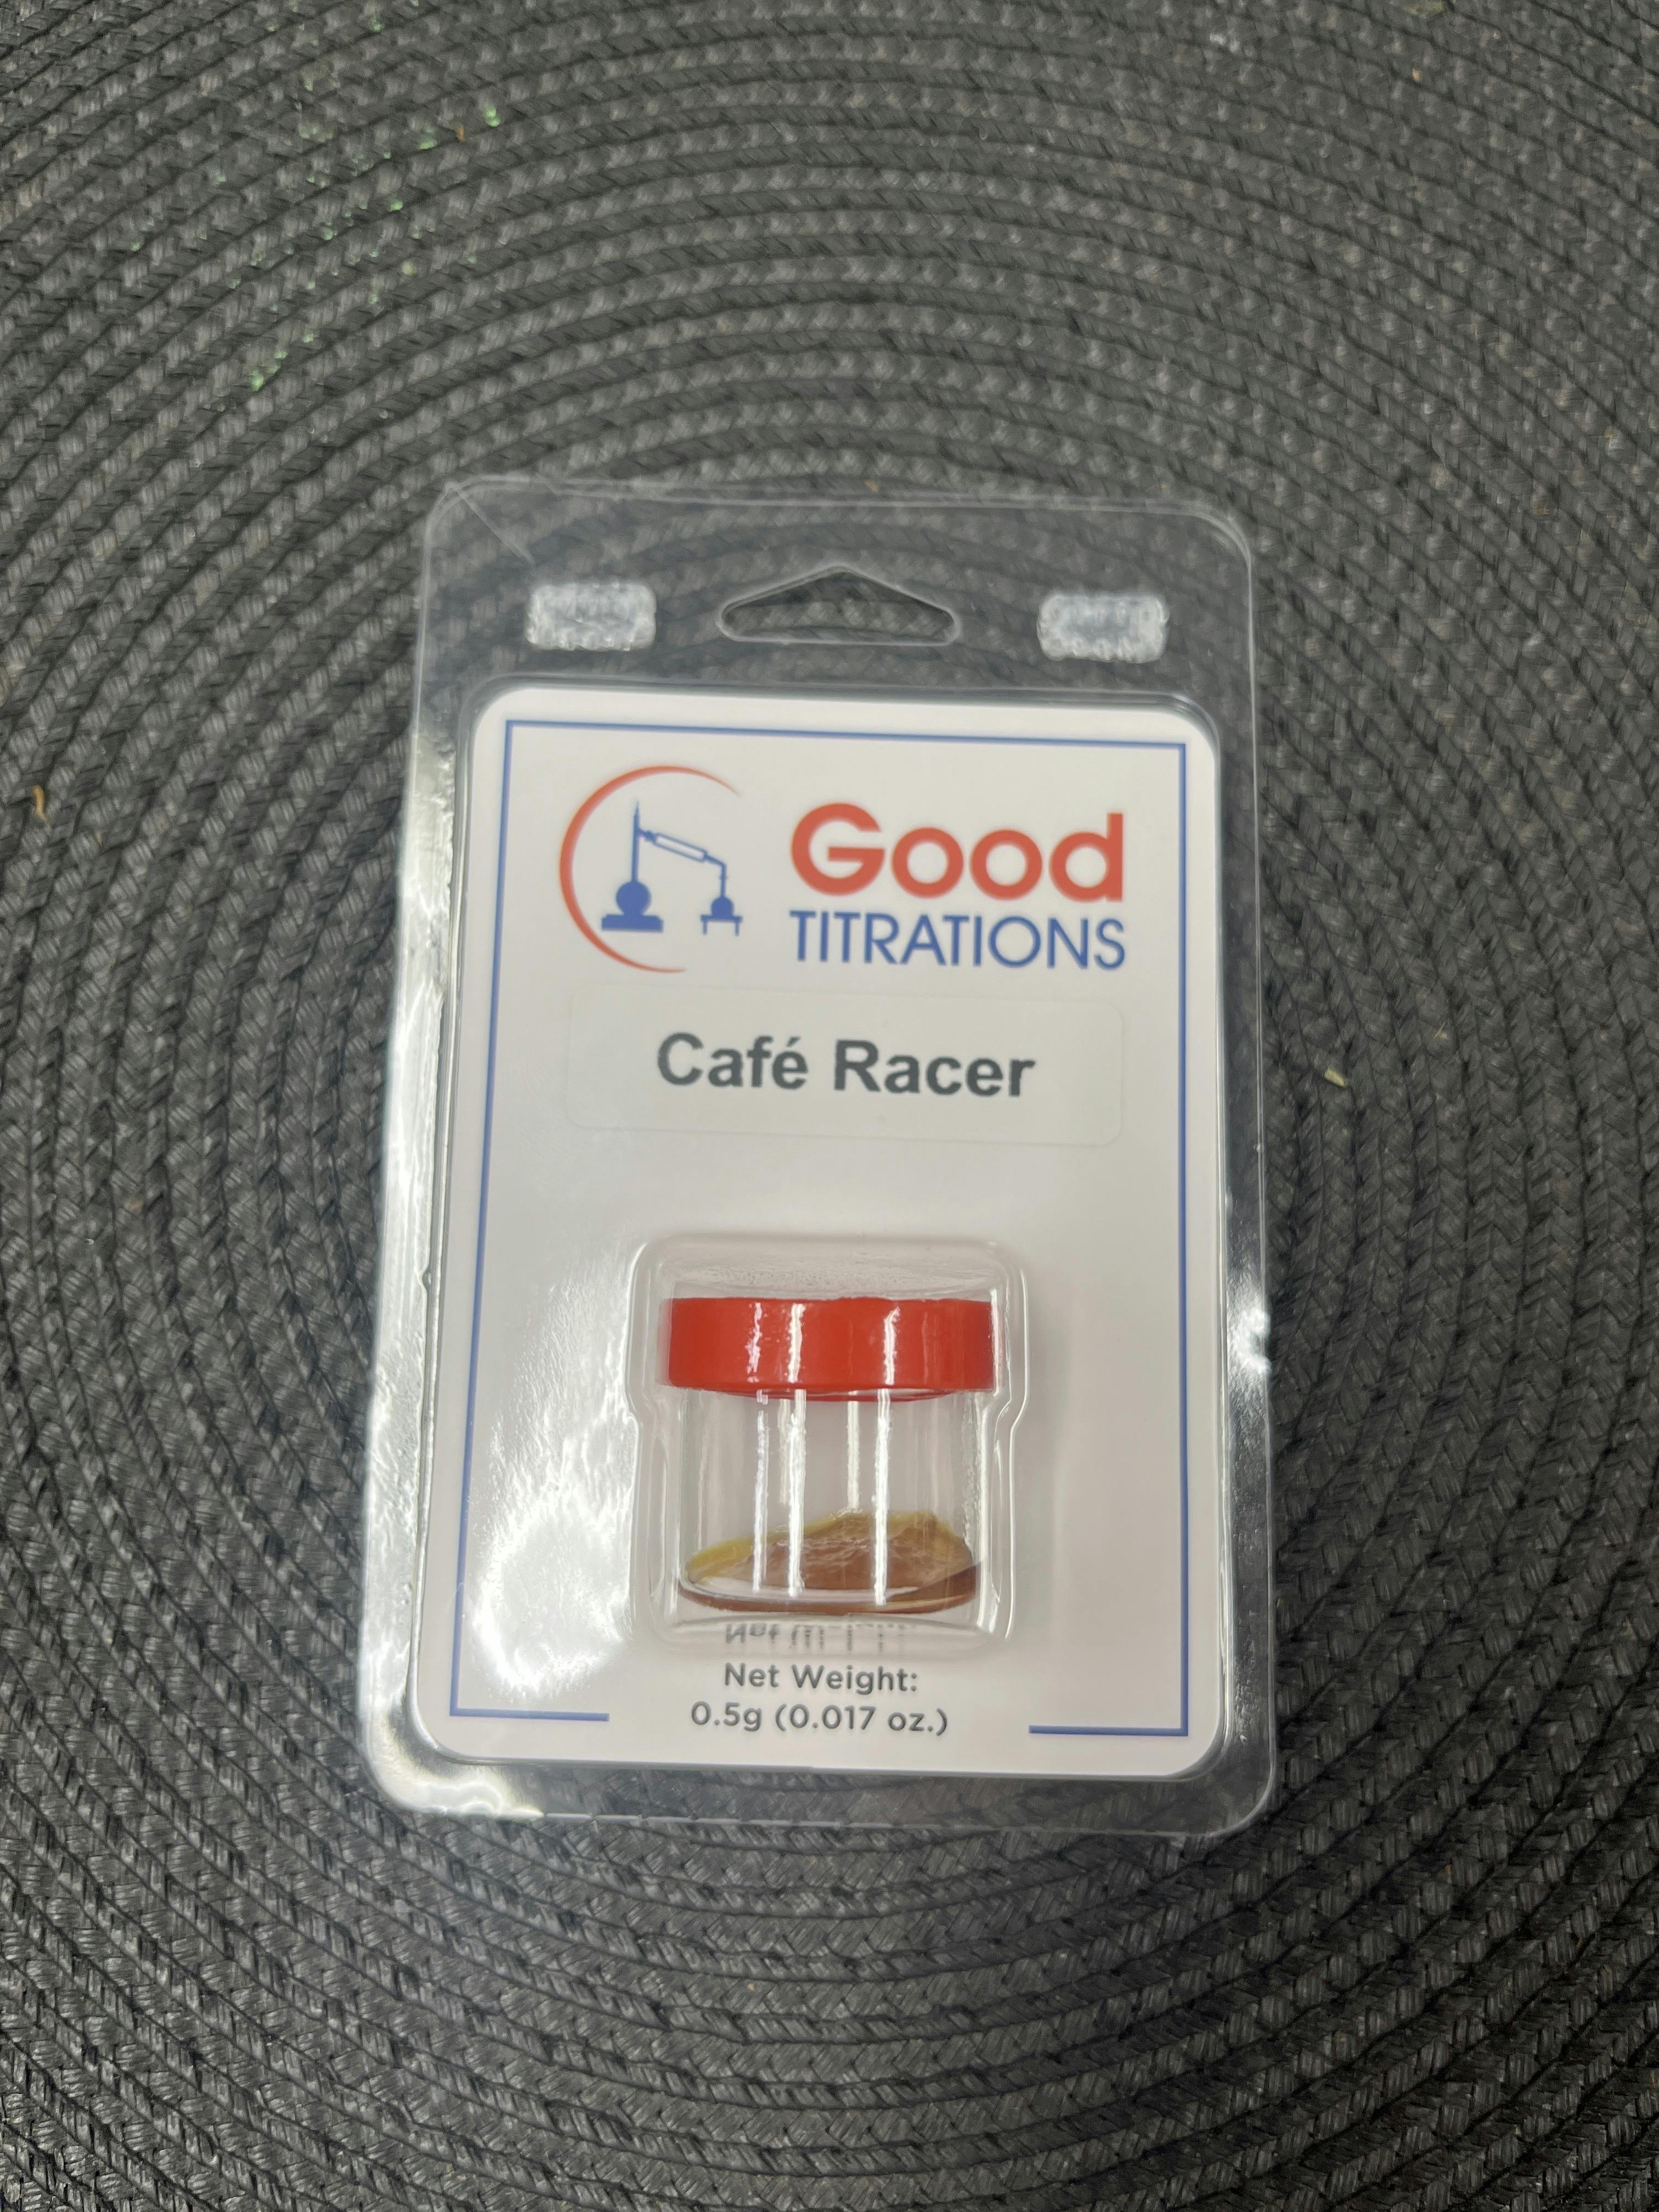 Good
TITRATIONS
Café Racer
Net Weight:
0.5g (0.017 oz.)